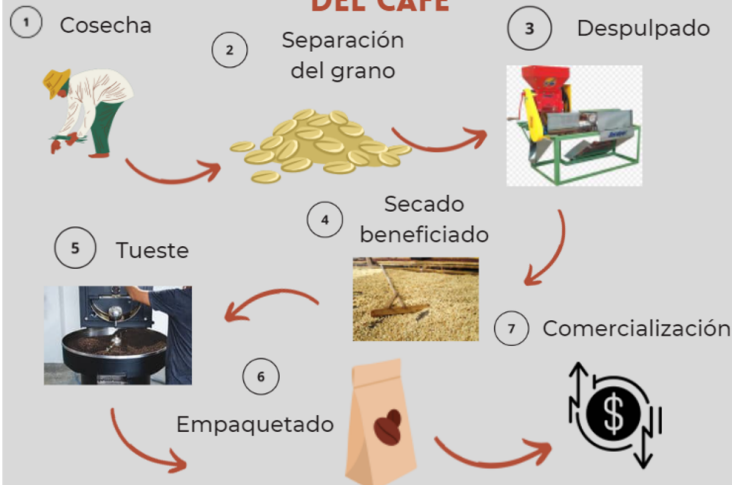 DEL CAFÉ
1 Cosecha
2 Separación
del grano
3 Despulpado
4 Secado
beneficiado
5 Tueste
6 Empaquetado
7 Comercialización
$